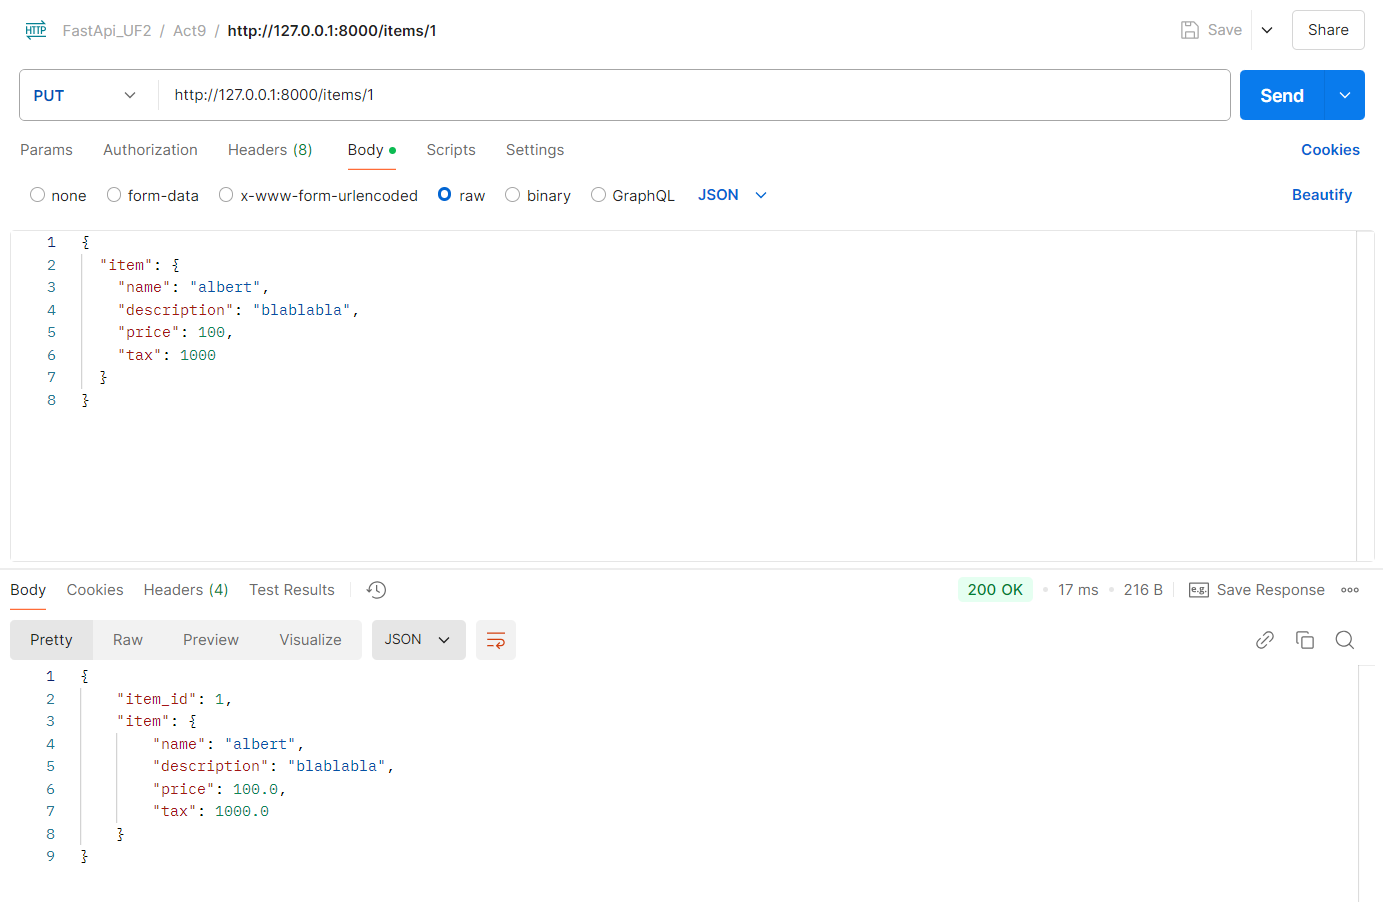 HTTP FastApi_UF2 / Act9 / http://127.0.0.1:8000/items/1 Save Share
PUT http://127.0.0.1:8000/items/1 Send
Params Authorization Headers (8) Body Scripts Settings Cookies
none form-data x-www-form-urlencoded raw binary GraphQL JSON Beautify
1 {
2 "item": {
3 "name": "albert",
4 "description": "blablabla",
5 "price": 100,
6 "tax": 1000
7 }
8 }
Body Cookies Headers (4) Test Results 200 OK 17 ms 216 B e.g. Save Response
Pretty Raw Preview Visualize JSON
1 {
2 "item_id": 1,
3 "item": {
4 "name": "albert",
5 "description": "blablabla",
6 "price": 100.0,
7 "tax": 1000.0
8 }
9 }